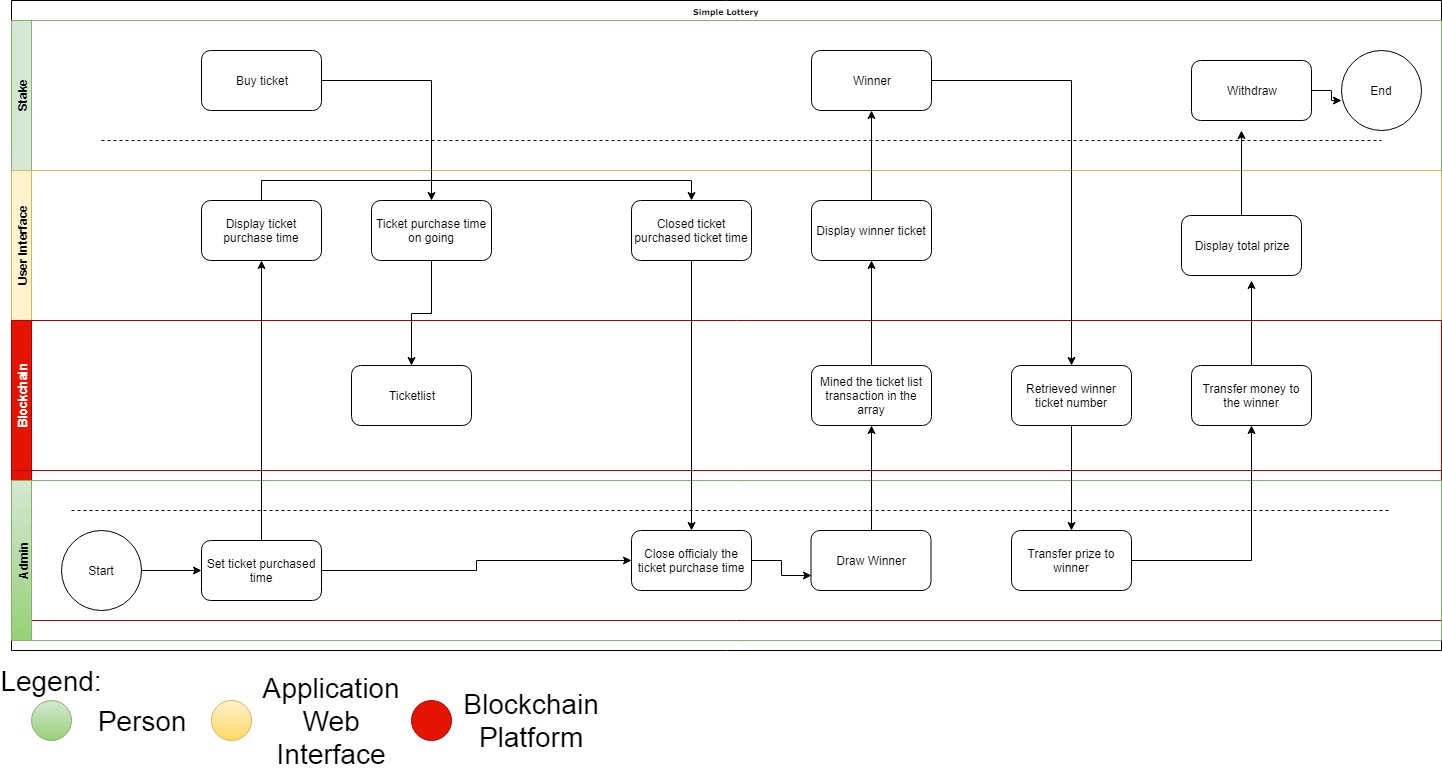 Simple Lottery
Stake
Buy ticket
Winner
Withdraw
End
User Interface
Display ticket
purchase time
Ticket purchase time
on going
Closed ticket
purchased ticket time
Display winner ticket
Display total prize
Blockchain
Ticketlist
Mined the ticket list
transaction in the
array
Retrieved winner
ticket number
Transfer money to
the winner
Admin
Start
Set ticket purchased
time
Close officialy the
ticket purchase time
Draw Winner
Transfer prize to
winner
Legend:
Person
Application
Web
Interface
Blockchain
Platform